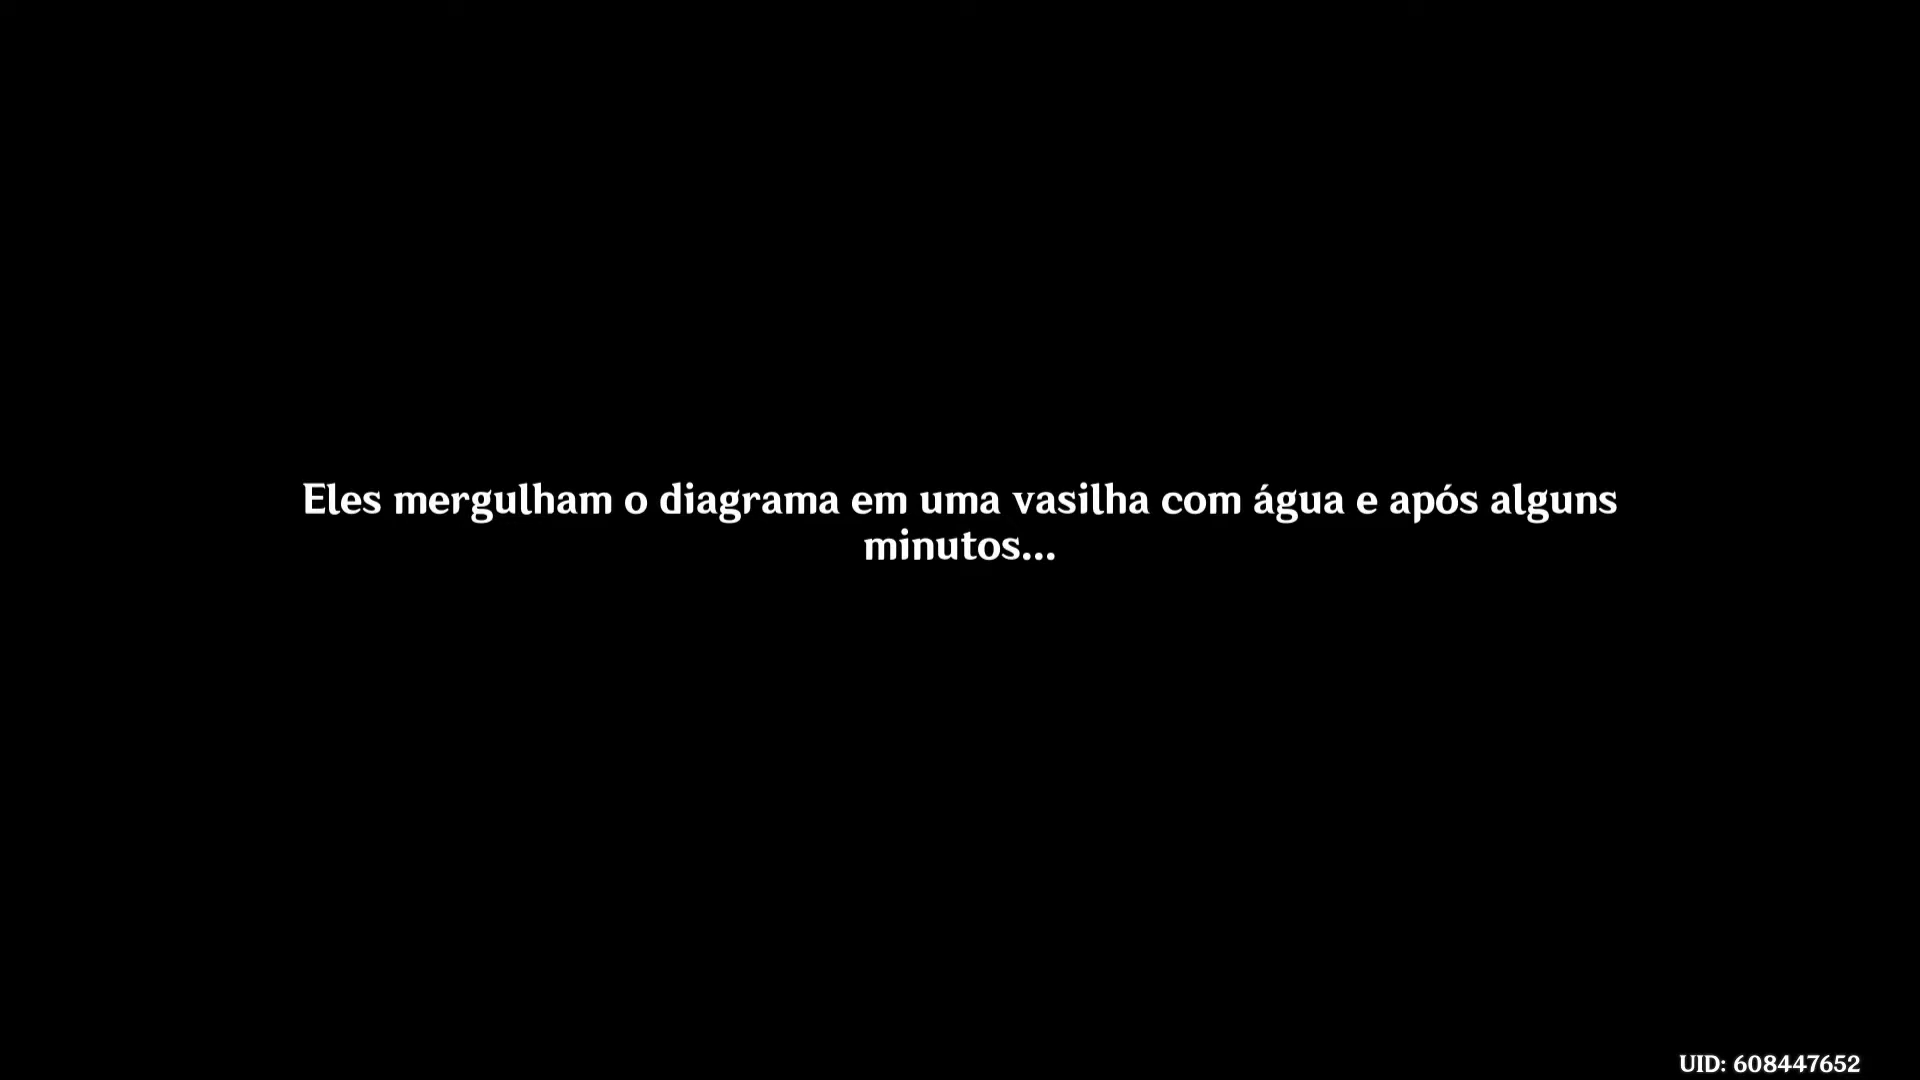 Eles mergulham o diagrama em uma vasilha com água e após alguns
minutos...
UID: 608447652